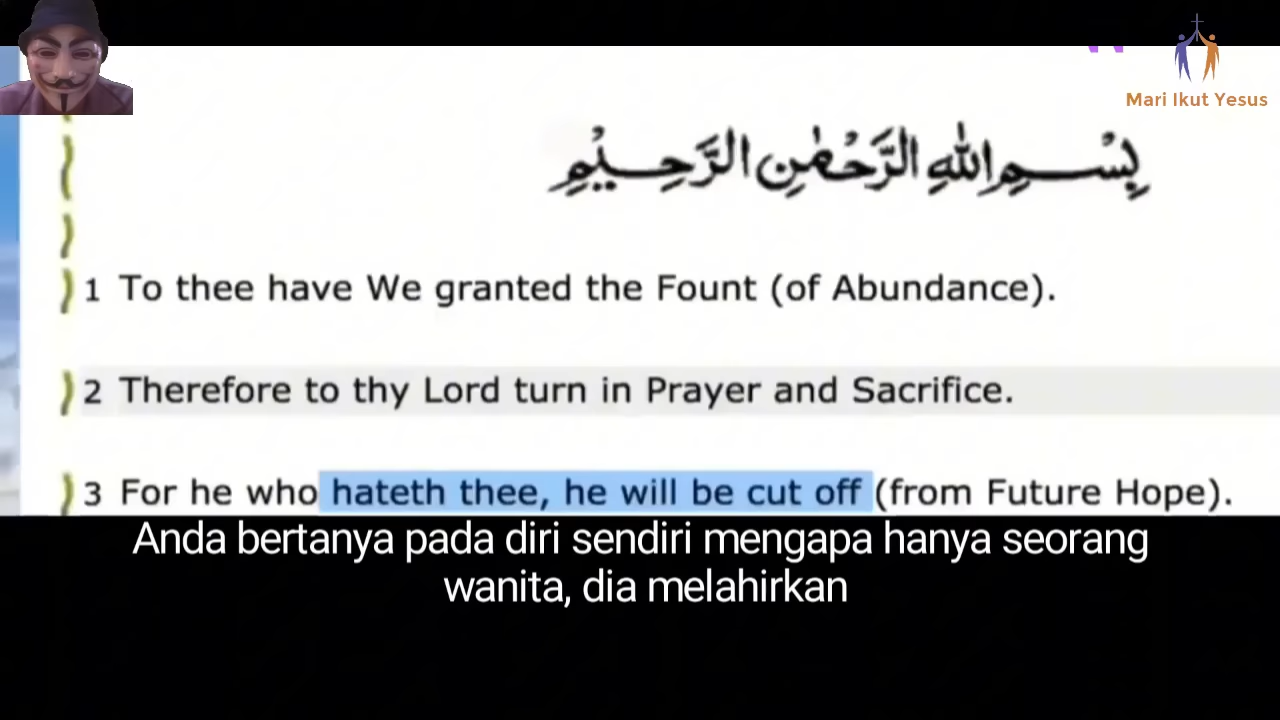 Mari Ikut Yesus
بِسْمِ اللهِ الرَّحْمٰنِ الرَّحِيْمِ
1 To thee have We granted the Fount (of Abundance).
2 Therefore to thy Lord turn in Prayer and Sacrifice.
3 For he who hateth thee, he will be cut off (from Future Hope).
Anda bertanya pada diri sendiri mengapa hanya seorang
wanita, dia melahirkan